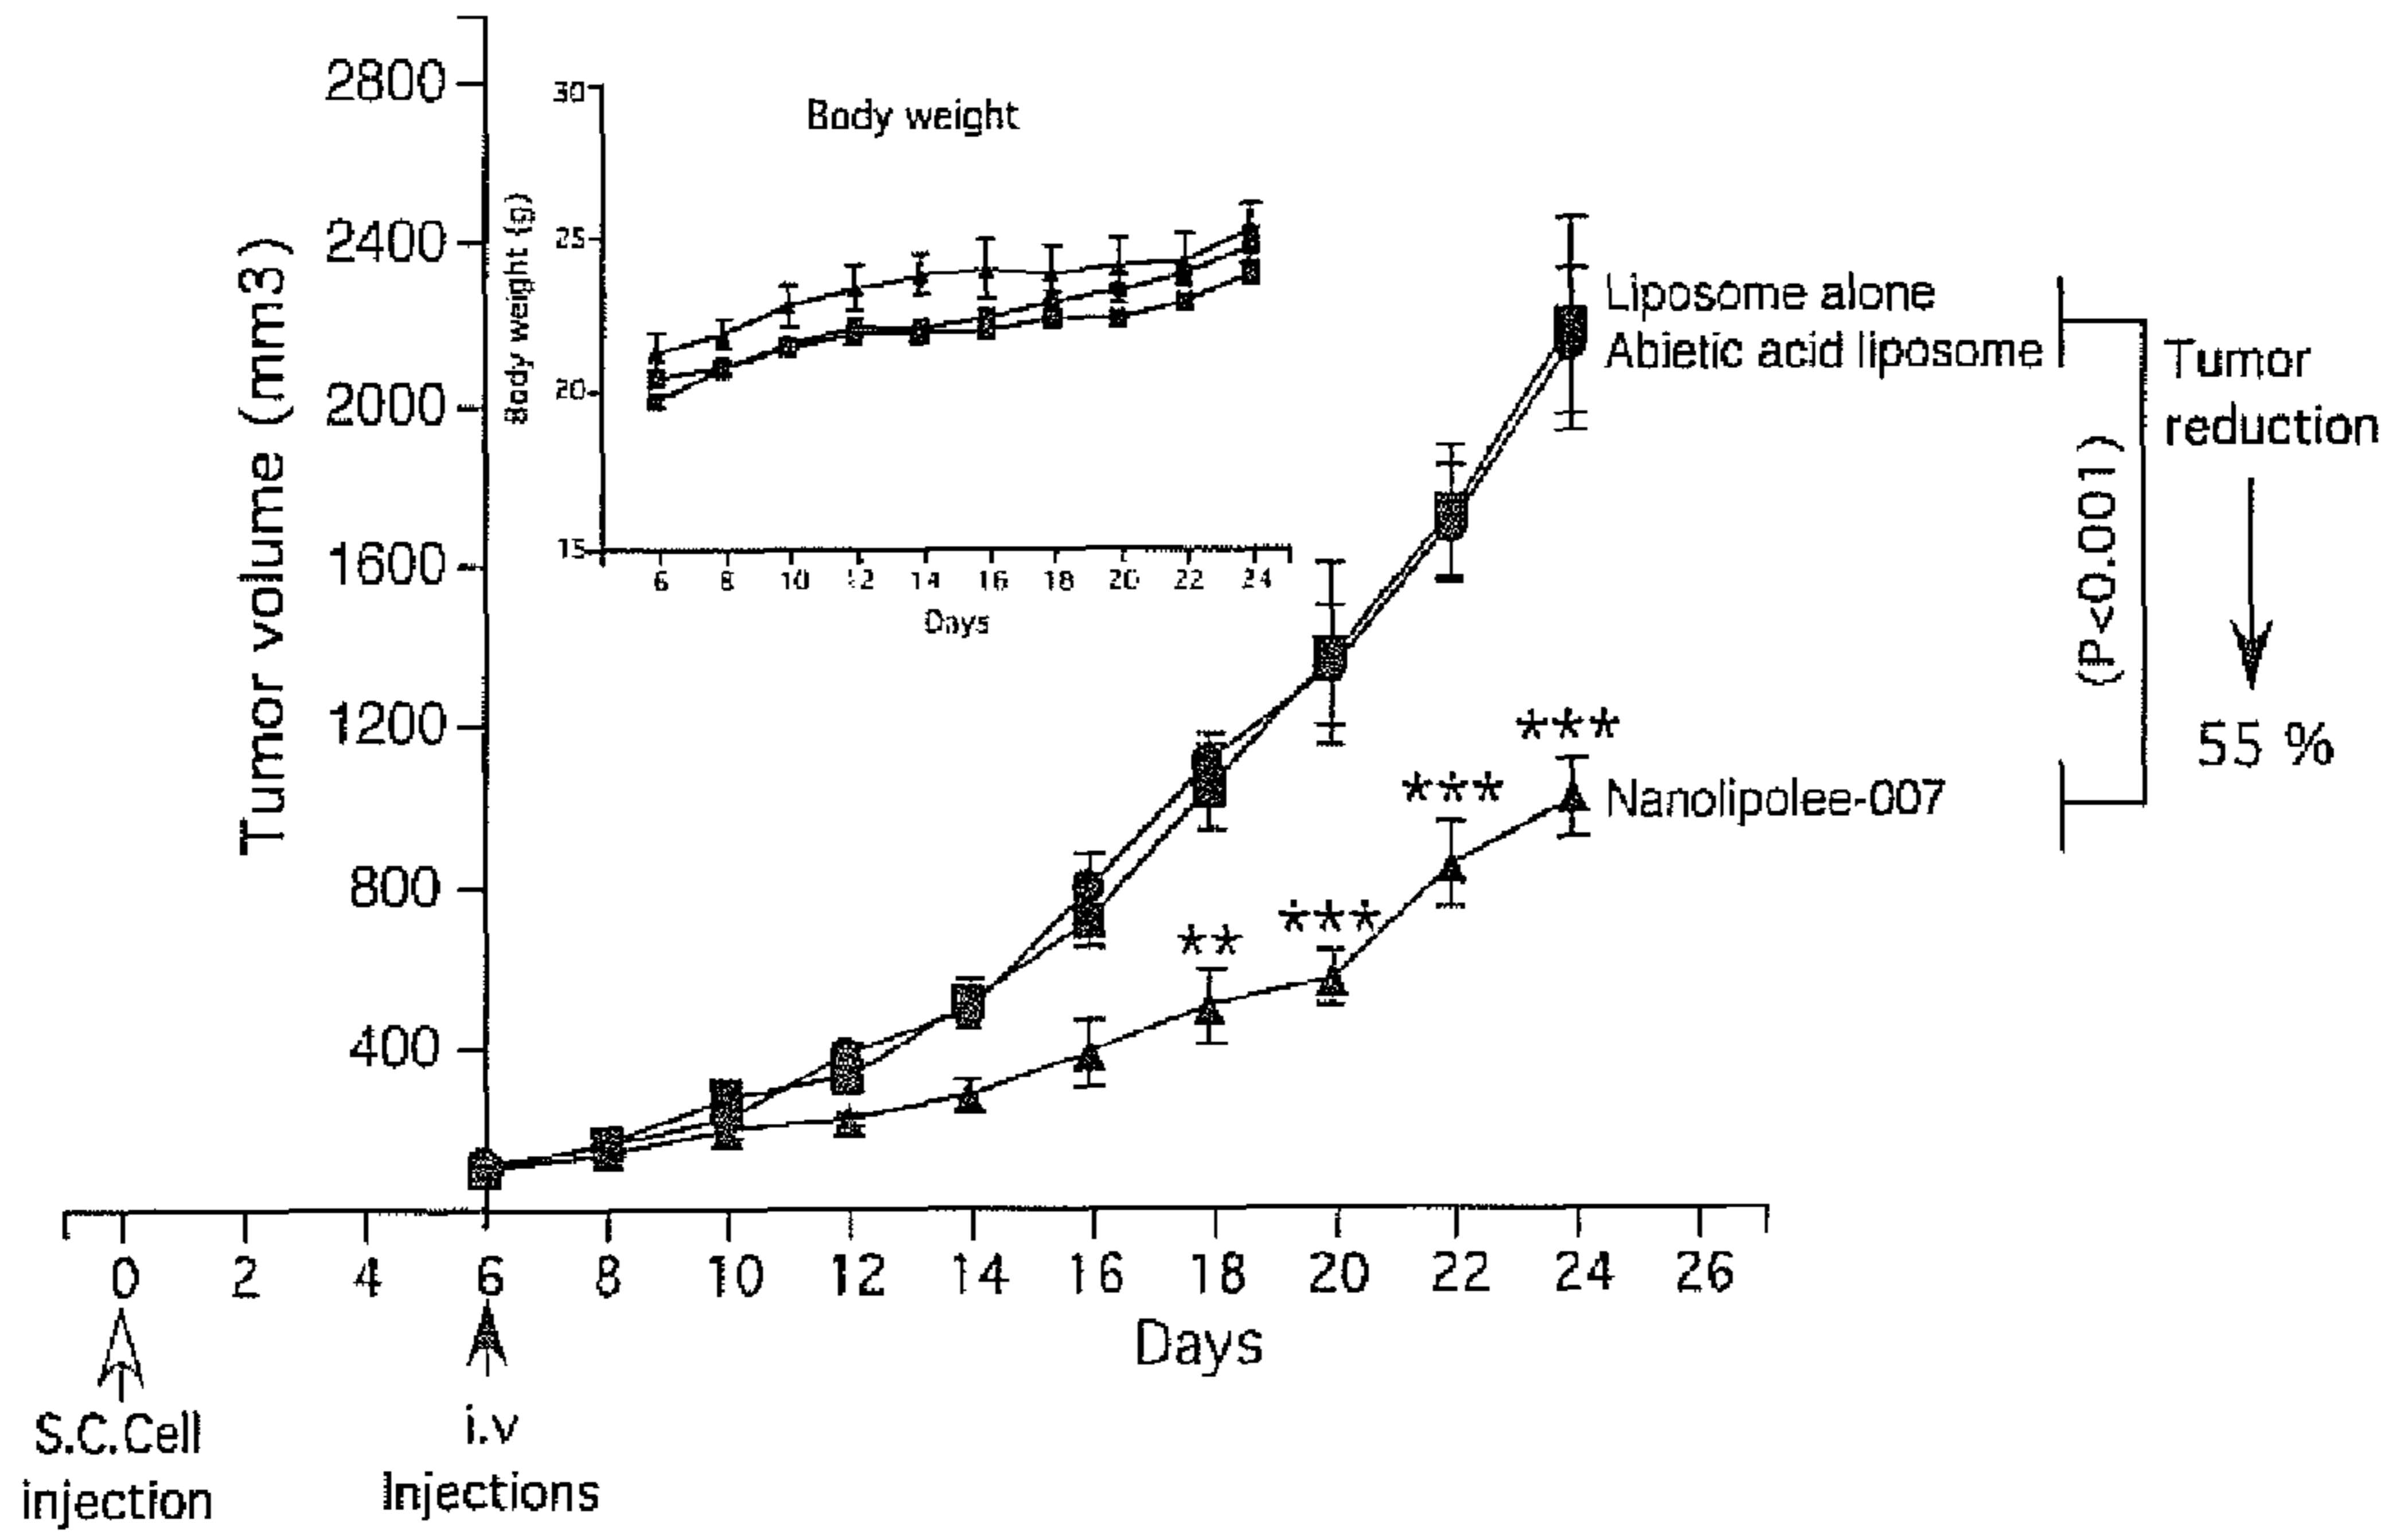 Tumor volume (mm3)
2800
2400
2000
1600
1200
800
400
Body weight
Body weight (g)
30
25
20
15
6 8 10 12 14 16 18 20 22 24
Days
Liposome alone
Abietic acid liposome
Tumor
reduction
(P<0.001)
55 %
***
***
***
**
Nanolipolee-007
0 2 4 6 8 10 12 14 16 18 20 22 24 26
Days
S.C.Cell
injection
i.v
Injections